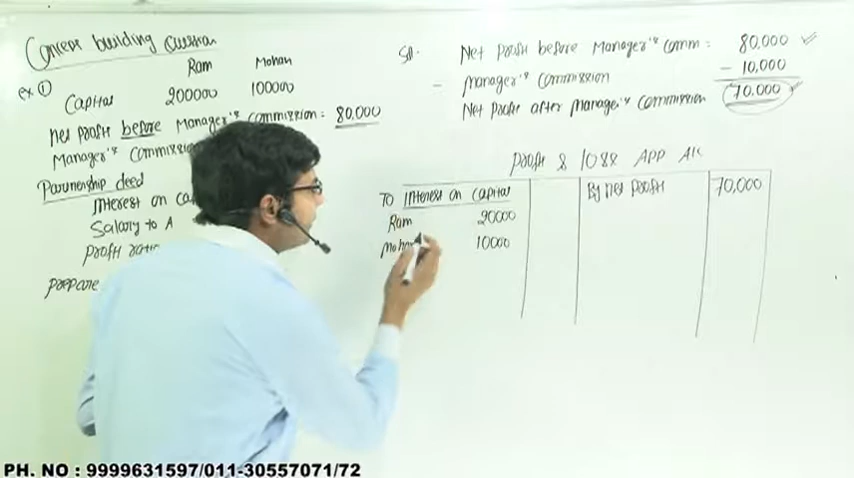 Concept building Question
ex ①
Ram Mohan
Capital 200000 100000
Net profit before Manager's Commission : 80,000
Manager's Commission
Partnership deed
Interest on ca
Salary to A
profit ratio
prepare
Sol.
Net Profit before Manager's Comm : 80,000
- Manager's Commission - 10,000
Net Profit after Manager's Commission 70,000
Profit & loss APP A/c
To Interest on Capital
Ram 20000
Moha 10000
By Net Profit 70,000
PH. NO : 9999631597/011-30557071/72